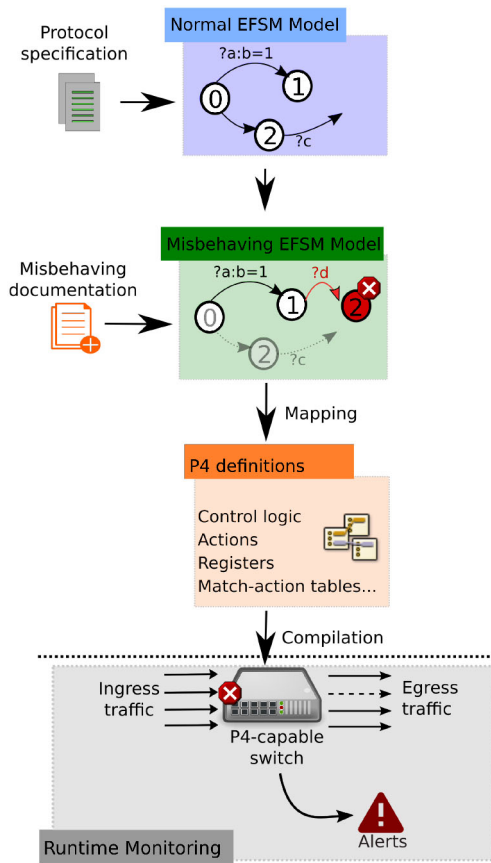 Normal EFSM Model
Protocol
specification
?a:b=1
0
1
2
?c
Misbehaving EFSM Model
Misbehaving
documentation
?a:b=1
?d
0
1
2
2
?c
Mapping
P4 definitions
Control logic
Actions
Registers
Match-action tables...
Compilation
Ingress
traffic
Egress
traffic
P4-capable
switch
Alerts
Runtime Monitoring